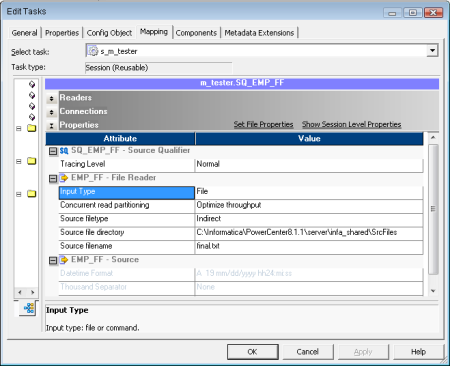 Edit Tasks
General | Properties | Config Object | Mapping | Components | Metadata Extensions
Select task: s_m_tester
Task type: Session (Reusable)
m_tester.SQ_EMP_FF
Readers
Connections
Properties Set File Properties Show Session Level Properties
Attribute Value
SQ SQ_EMP_FF - Source Qualifier
Tracing Level Normal
EMP_FF - File Reader
Input Type File
Concurrent read partitioning Optimize throughput
Source filetype Indirect
Source file directory C:\Informatica\PowerCenter8.1.1\server\infa_shared\SrcFiles
Source filename final.txt
EMP_FF - Source
Datetime Format A 19 mm/dd/yyyy hh24:mi:ss
Thousand Separator None
Input Type
Input type: file or command.
OK Cancel Apply Help